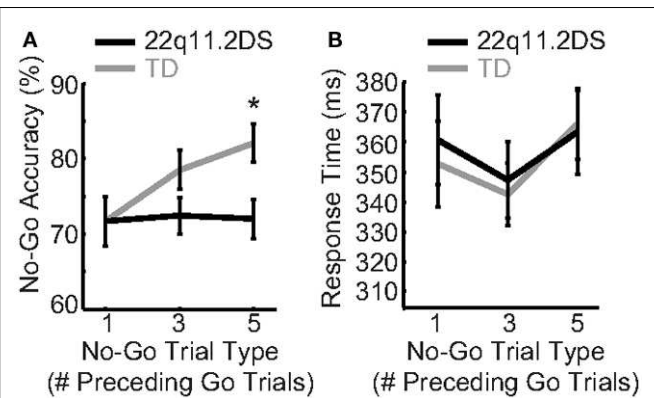 A
22q11.2DS
TD
No-Go Accuracy (%)
90
80
70
60
*
1 3 5
No-Go Trial Type
(# Preceding Go Trials)
B
22q11.2DS
TD
Response Time (ms)
380
370
360
350
340
330
320
310
1 3 5
No-Go Trial Type
(# Preceding Go Trials)